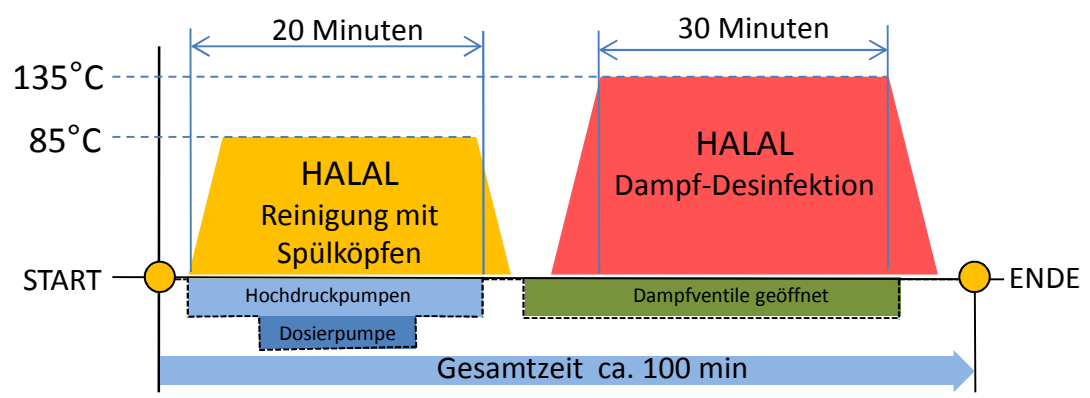 20 Minuten
30 Minuten
135°C
85°C
HALAL
Reinigung mit
Spülköpfen
HALAL
Dampf-Desinfektion
START
ENDE
Hochdruckpumpen
Dampfventile geöffnet
Dosierpumpe
Gesamtzeit ca. 100 min